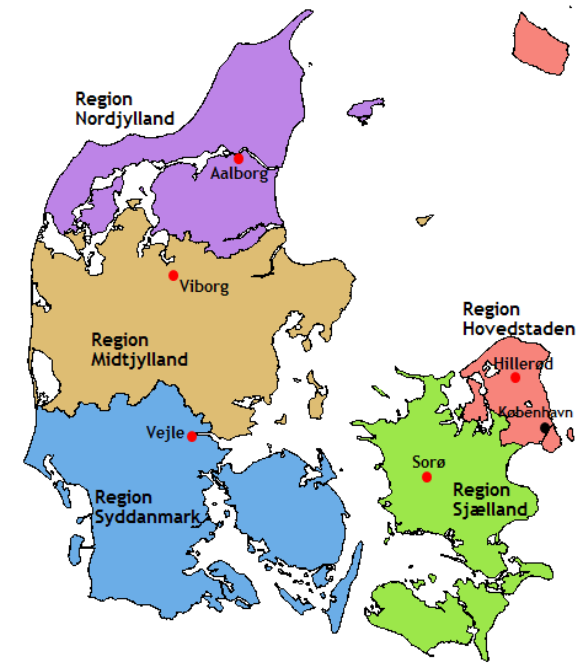 Region
Nordjylland
Aalborg
Viborg
Region
Hovedstaden
Region
Midtjylland
Hillerød
København
Vejle
Sorø
Region
Syddanmark
Region
Sjælland